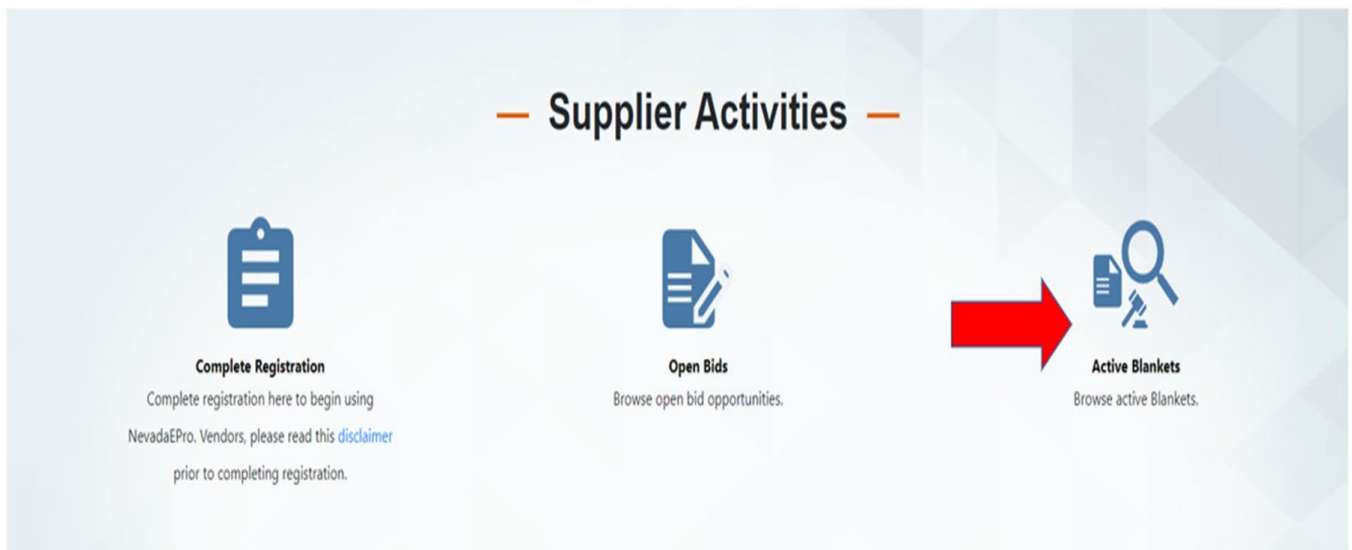 Supplier Activities
Complete Registration
Complete registration here to begin using
NevadaEPro. Vendors, please read this disclaimer
prior to completing registration.
Open Bids
Browse open bid opportunities.
Active Blankets
Browse active Blankets.